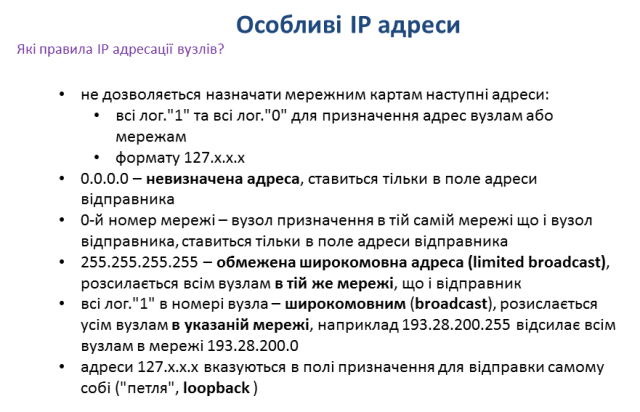 Особливі IP адреси
Які правила IP адресації вузлів?
• не дозволяється назначати мережним картам наступні адреси:
• всі лог."1" та всі лог."0" для призначення адрес вузлам або
мережам
• формату 127.x.x.x
• 0.0.0.0 – невизначена адреса, ставиться тільки в поле адреси
відправника
• 0-й номер мережі – вузол призначення в тій самій мережі що і вузол
відправника, ставиться тільки в поле адреси відправника
• 255.255.255.255 – обмежена широкомовна адреса (limited broadcast),
розсилається всім вузлам в тій же мережі, що і відправник
• всі лог."1" в номері вузла – широкомовним (broadcast), розислається
усім вузлам в указаній мережі, наприклад 193.28.200.255 відсилає всім
вузлам в мережі 193.28.200.0
• адреси 127.x.x.x вказуються в полі призначення для відправки самому
собі ("петля", loopback )